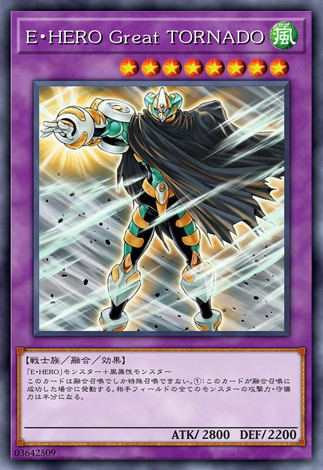 E・HERO Great TORNADO
風
【戦士族／融合／効果】
「E・HERO」モンスター＋風属性モンスター
このカードは融合召喚でしか特殊召喚できない。①：このカードが融合召喚に
成功した場合に発動する。相手フィールドの全てのモンスターの攻撃力・守備
力は半分になる。
ATK/2800 DEF/2200
03642509